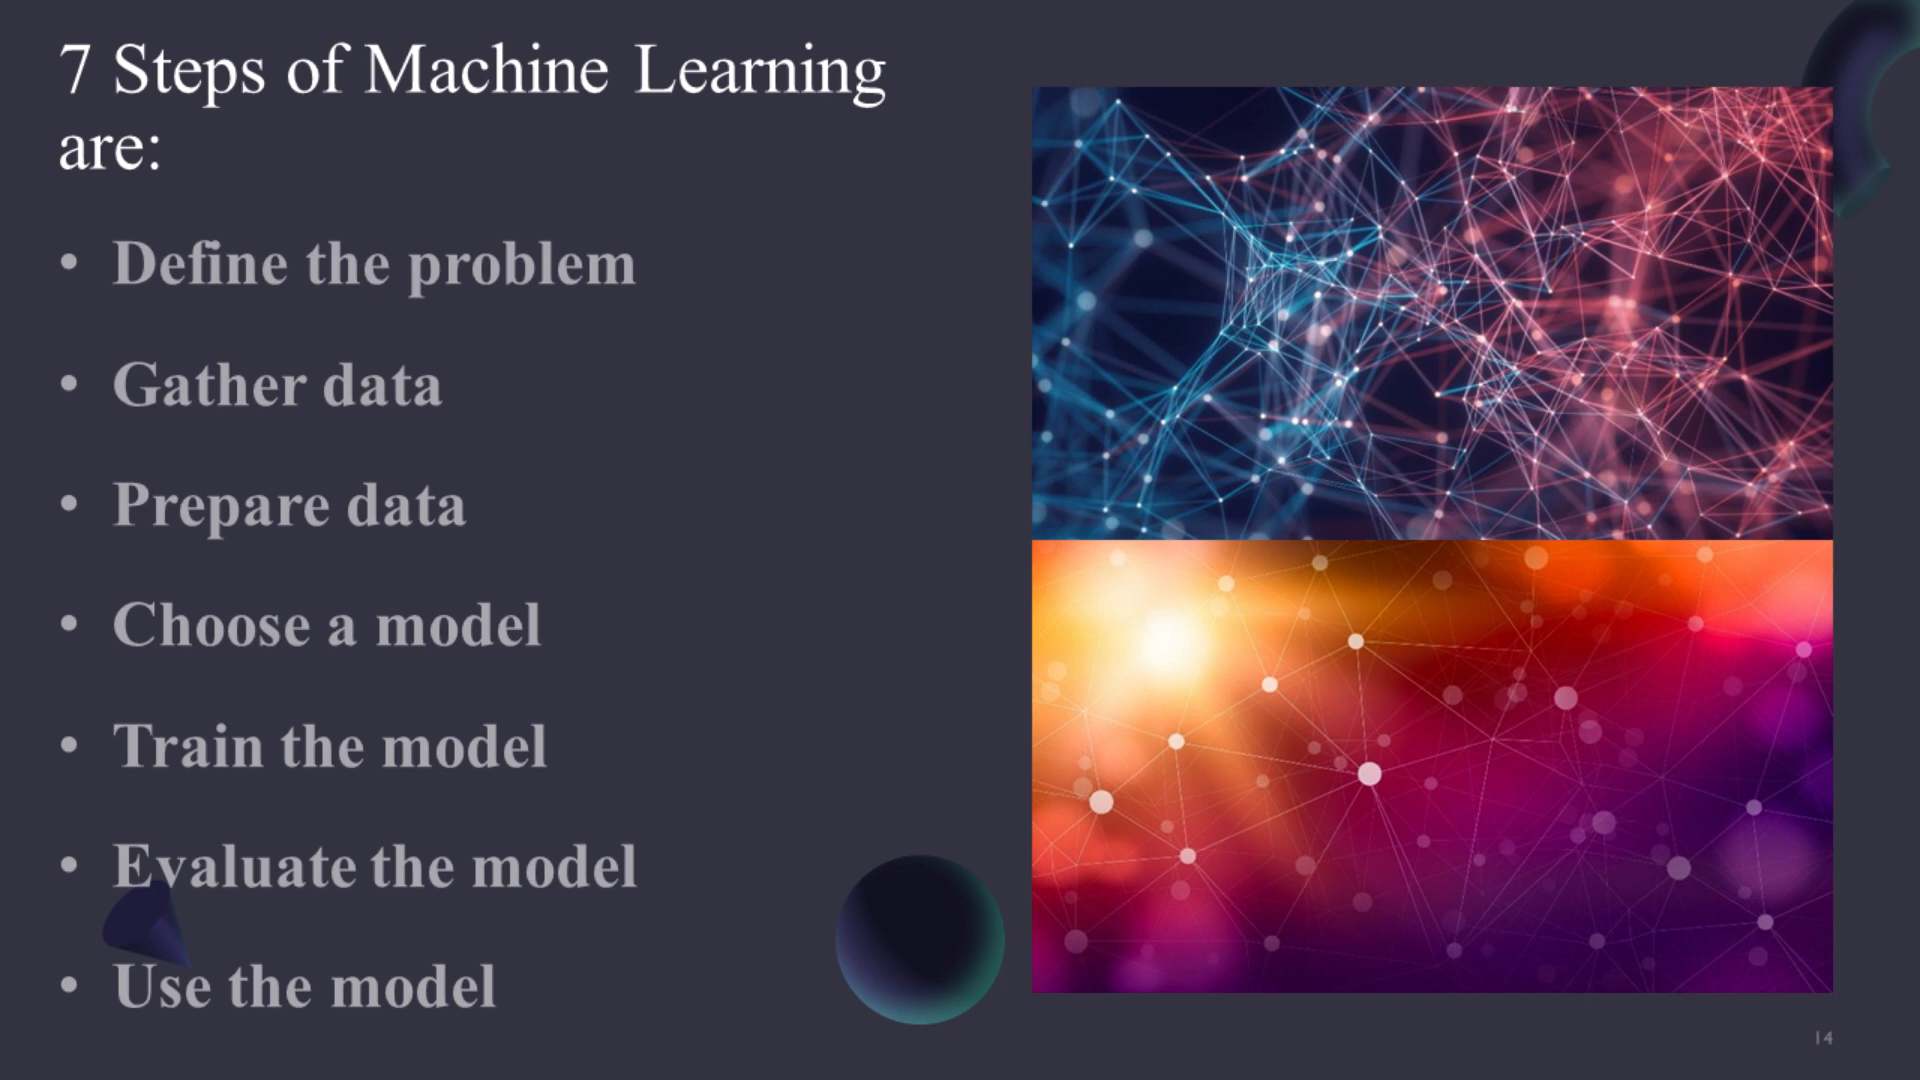 7 Steps of Machine Learning
are:
• Define the problem
• Gather data
• Prepare data
• Choose a model
• Train the model
• Evaluate the model
• Use the model
14